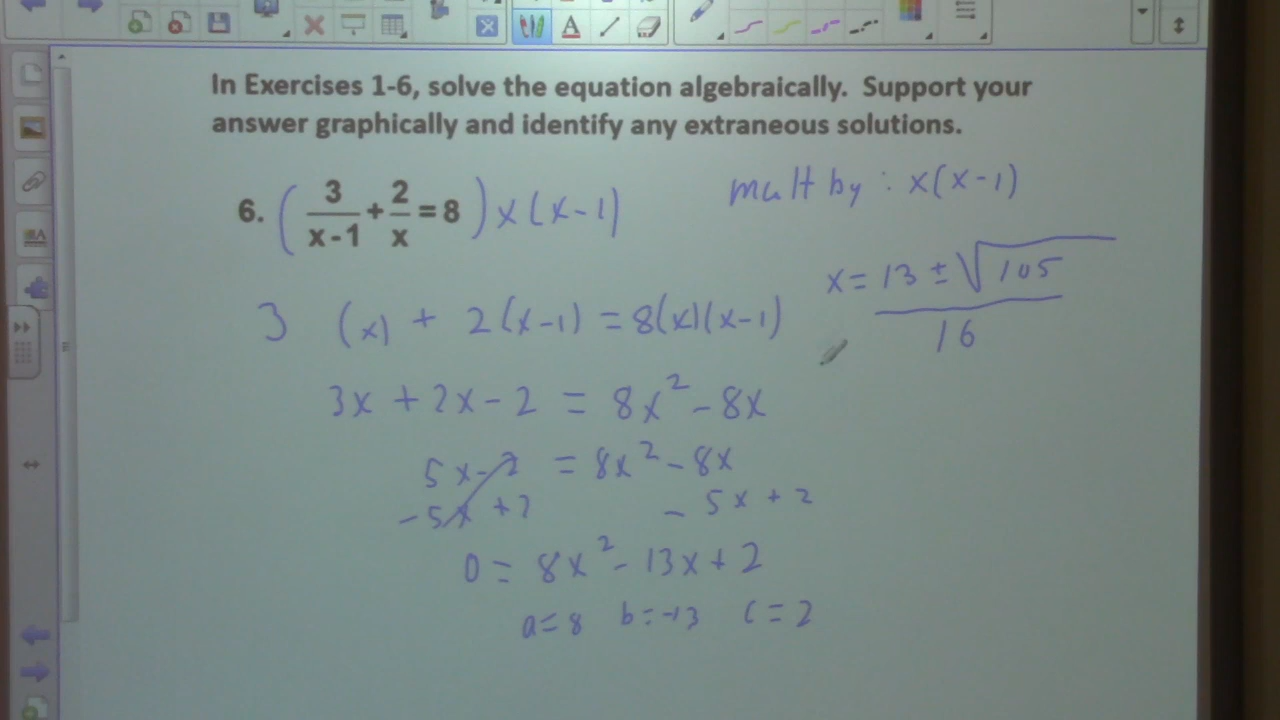 In Exercises 1-6, solve the equation algebraically. Support your
answer graphically and identify any extraneous solutions.
6. ( 3/(x-1) + 2/x = 8 ) x(x-1)
mult by: x(x-1)
x = (13 ± √105)/16
3 (x) + 2(x-1) = 8(x)(x-1)
3x + 2x - 2 = 8x² - 8x
5x - 2 = 8x² - 8x
-5x +2 - 5x + 2
0 = 8x² - 13x + 2
a=8 b=-13 c=2